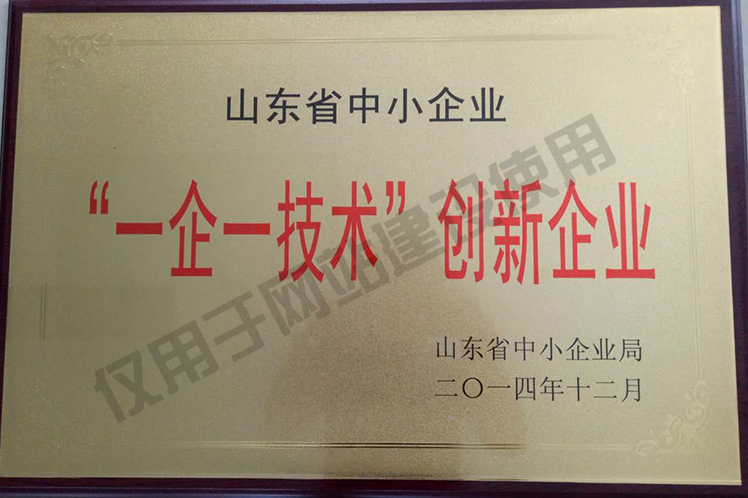 山东省中小企业
“一企一技术”创新企业
山东省中小企业局
二〇一四年十二月
仅用于网站建设使用